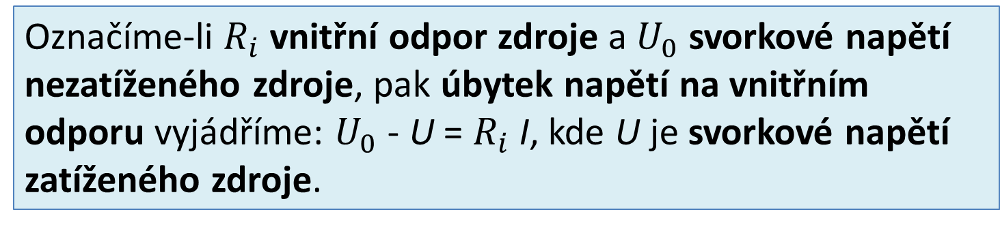 Označíme-li $R_i$ vnitřní odpor zdroje a $U_0$ svorkové napětí
nezatíženého zdroje, pak úbytek napětí na vnitřním
odporu vyjádříme: $U_0$ - U = $R_i$ I, kde U je svorkové napětí
zatíženého zdroje.